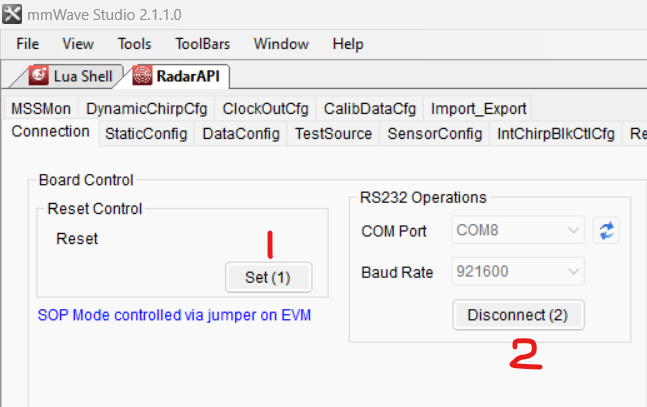 mmWave Studio 2.1.1.0
File View Tools ToolBars Window Help
Lua Shell RadarAPI
MSSMon DynamicChirpCfg ClockOutCfg CalibDataCfg Import_Export
Connection StaticConfig DataConfig TestSource SensorConfig IntChirpBlkCtlCfg Re
Board Control
Reset Control
Reset
1
Set (1)
SOP Mode controlled via jumper on EVM
RS232 Operations
COM Port COM8
Baud Rate 921600
Disconnect (2)
2